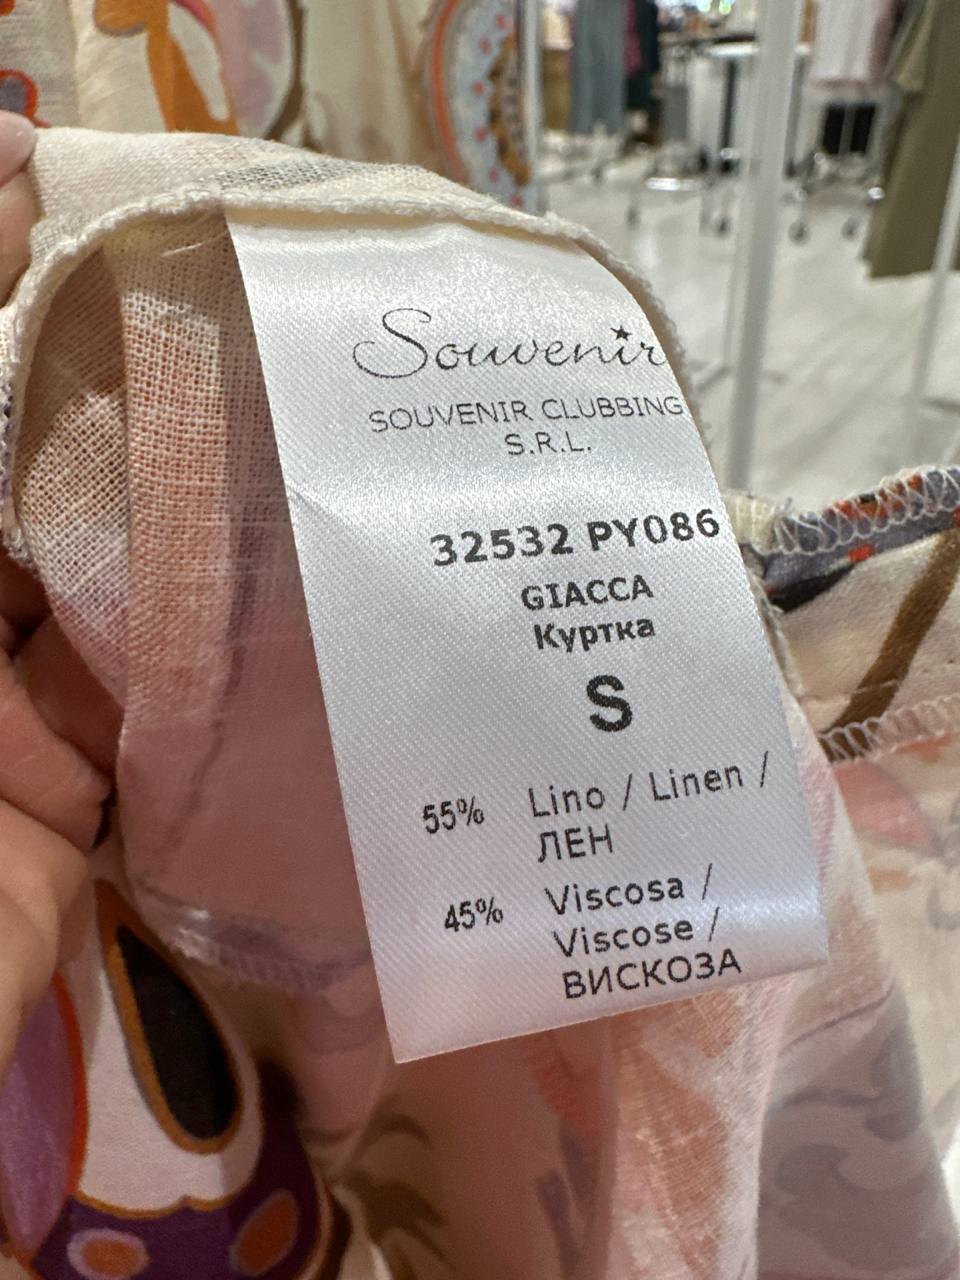 Souvenir
SOUVENIR CLUBBING
S.R.L.
32532 PY086
GIACCA
Куртка
S
55% Lino / Linen /
ЛЕН
45% Viscosa /
Viscose /
ВИСКОЗА